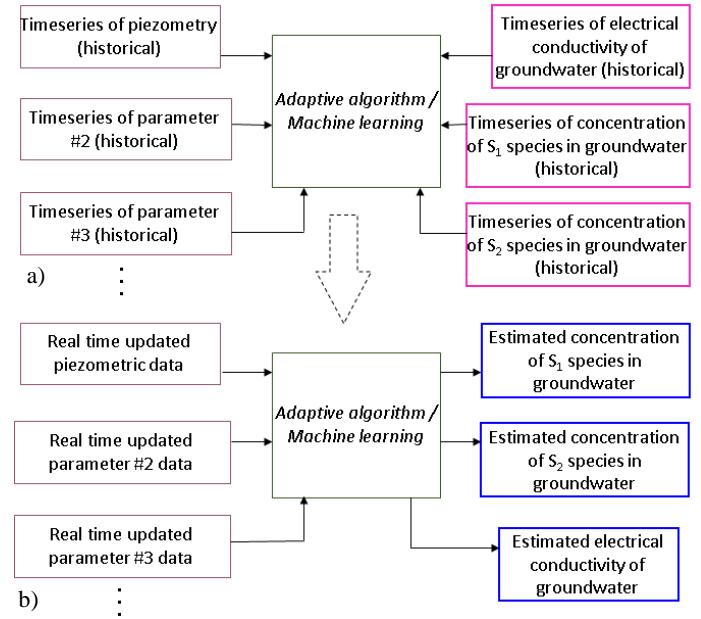 Timeseries of piezometry
(historical)
Timeseries of parameter
#2 (historical)
Timeseries of parameter
#3 (historical)
a)
Adaptive algorithm /
Machine learning
Timeseries of electrical
conductivity of
groundwater (historical)
Timeseries of concentration
of S₁ species in groundwater
(historical)
Timeseries of concentration
of S₂ species in groundwater
(historical)
Real time updated
piezometric data
Real time updated
parameter #2 data
Real time updated
parameter #3 data
b)
Adaptive algorithm /
Machine learning
Estimated concentration
of S₁ species in
groundwater
Estimated concentration
of S₂ species in
groundwater
Estimated electrical
conductivity of
groundwater